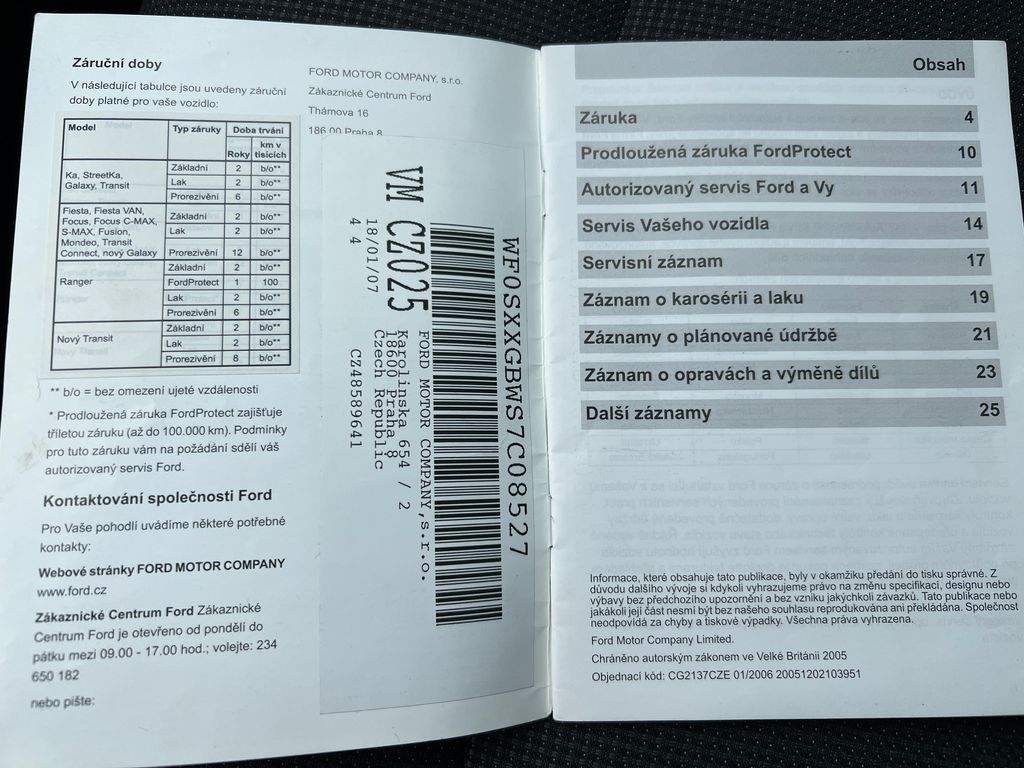 Záruční doby
V následující tabulce jsou uvedeny záruční
doby platné pro vaše vozidlo:
Model Typ záruky Doba trvání
Roky km v tisících
Ka, StreetKa,
Galaxy, Transit
Základní 2 b/o**
Lak 2 b/o**
Prorezivění 6 b/o**
Fiesta, Fiesta VAN,
Focus, Focus C-MAX,
S-MAX, Fusion,
Mondeo, Transit
Connect, nový Galaxy
Základní 2 b/o**
Lak 2 b/o**
Prorezivění 12 b/o**
Ranger
Základní 2 b/o**
FordProtect 1 100
Lak 2 b/o**
Prorezivění 6 b/o**
Nový Transit
Základní 2 b/o**
Lak 2 b/o**
Prorezivění 8 b/o**
** b/o = bez omezení ujeté vzdálenosti
* Prodloužená záruka FordProtect zajišťuje
tříletou záruku (až do 100.000 km). Podmínky
pro tuto záruku vám na požádání sdělí váš
autorizovaný servis Ford.
Kontaktování společnosti Ford
Pro Vaše pohodlí uvádíme některé potřebné
kontakty:
Webové stránky FORD MOTOR COMPANY
www.ford.cz
Zákaznické Centrum Ford Zákaznické
Centrum Ford je otevřeno od pondělí do
pátku mezi 09.00 - 17.00 hod.; volejte: 234
650 182
nebo pište:
FORD MOTOR COMPANY, s.r.o.
Zákaznické Centrum Ford
Thámova 16
186 00 Praha 8
WF0SXXGBWS7C08527
VM CZ025
FORD MOTOR COMPANY,s.r.o.
Karolinska 654 / 2
18600 Praha 8
Czech Republic
18/01/07
4 4
CZ48589641
Obsah
Záruka 4
Prodloužená záruka FordProtect 10
Autorizovaný servis Ford a Vy 11
Servis Vašeho vozidla 14
Servisní záznam 17
Záznam o karosérii a laku 19
Záznamy o plánované údržbě 21
Záznam o opravách a výměně dílů 23
Další záznamy 25
Informace, které obsahuje tato publikace, byly v okamžiku předání do tisku správné. Z
důvodu dalšího vývoje si kdykoli vyhrazujeme právo na změnu specifikací, designu nebo
výbavy bez předchozího upozornění a bez vzniku jakýchkoli závazků. Tato publikace nebo
jakákoli její část nesmí být bez našeho souhlasu reprodukována ani překládána. Společnost
neodpovídá za chyby a tiskové výpadky. Všechna práva vyhrazena.
Ford Motor Company Limited.
Chráněno autorským zákonem ve Velké Británii 2005
Objednací kód: CG2137CZE 01/2006 20051202103951